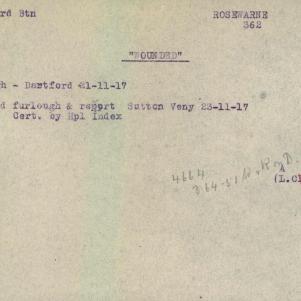 rd Btn ROSEWARNE
362
"WOUNDED"
h - Dartford 21-11-17
d furlough & report Sutton Veny 23-11-17
Cert. by Hpl Index
4664
A
(L.Cl